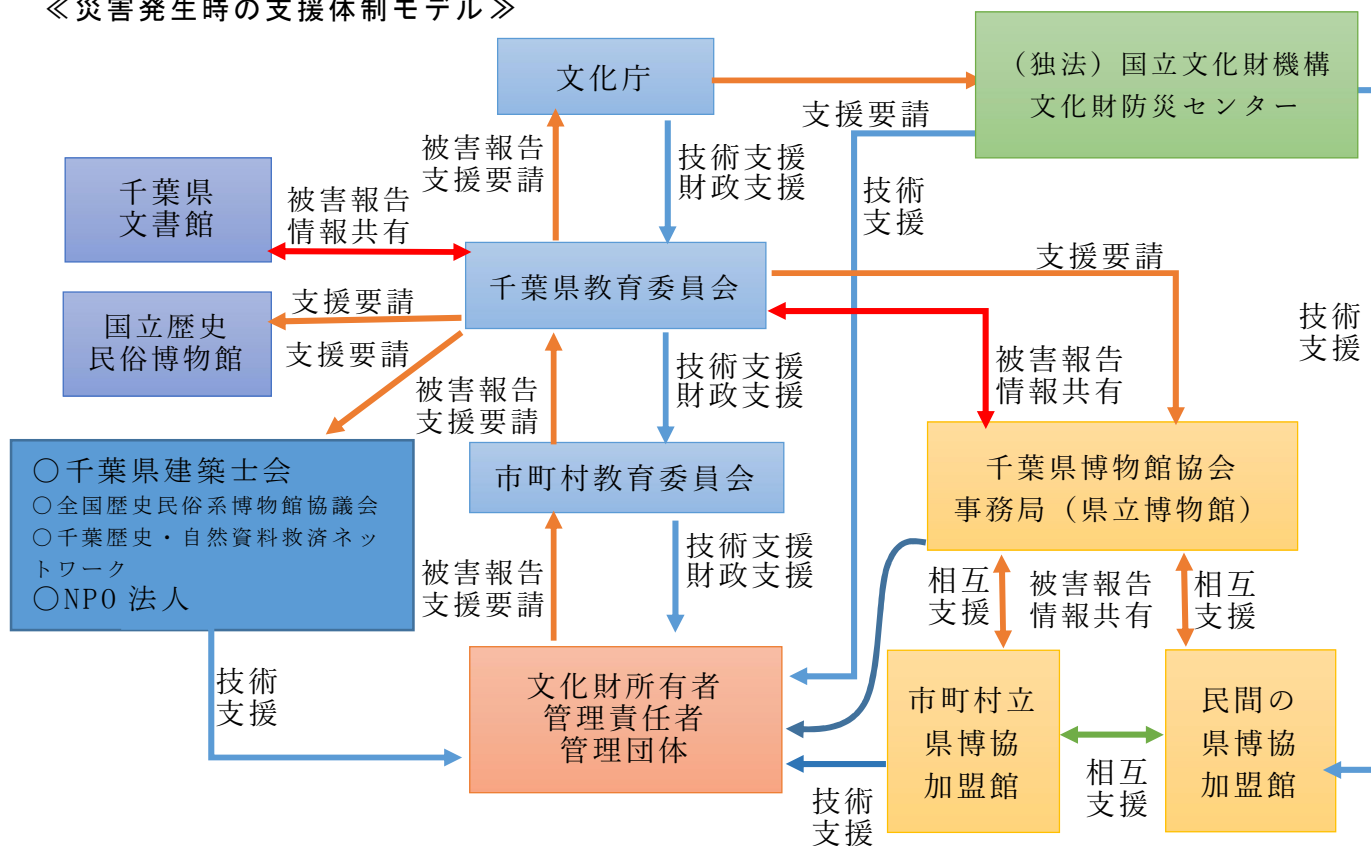 ≪災害発生時の支援体制モデル≫
文化庁
(独法)国立文化財機構
文化財防災センター
支援要請
被害報告
支援要請
技術支援
財政支援
技術
支援
千葉県
文書館
被害報告
情報共有
千葉県教育委員会
支援要請
国立歴史
民俗博物館
支援要請
支援要請
技術
支援
被害報告
支援要請
技術支援
財政支援
被害報告
情報共有
○千葉県建築士会
○全国歴史民俗系博物館協議会
○千葉歴史・自然資料救済ネッ
トワーク
○NPO 法人
市町村教育委員会
千葉県博物館協会
事務局(県立博物館)
被害報告
支援要請
技術支援
財政支援
相互
支援
被害報告
情報共有
相互
支援
技術
支援
文化財所有者
管理責任者
管理団体
市町村立
県博協
加盟館
民間の
県博協
加盟館
技術
支援
相互
支援